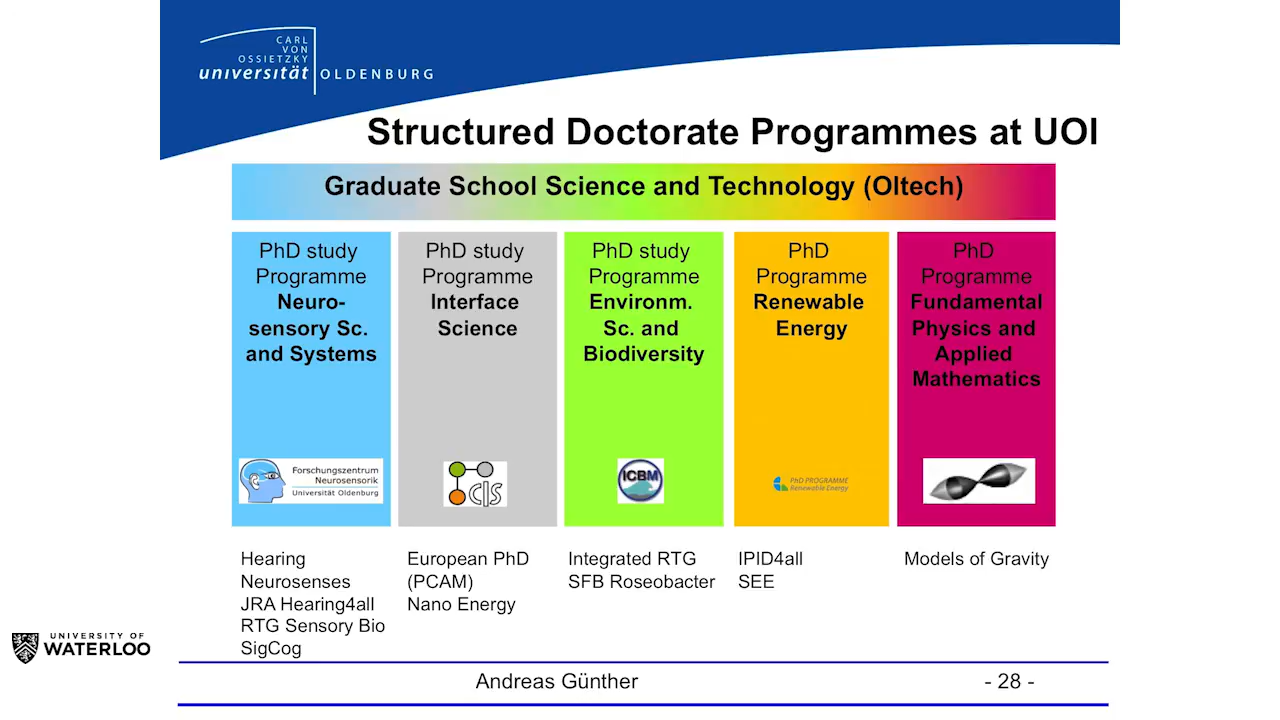 CARL
VON
OSSIETZKY
universität OLDENBURG
Structured Doctorate Programmes at UOl
Graduate School Science and Technology (Oltech)
PhD study
Programme
Neuro-
sensory Sc.
and Systems
Forschungszentrum
Neurosensorik
Universität Oldenburg
PhD study
Programme
Interface
Science
CIS
PhD study
Programme
Environm.
Sc. and
Biodiversity
ICBM
PhD
Programme
Renewable
Energy
PhD PROGRAMME
Renewable Energy
PhD
Programme
Fundamental
Physics and
Applied
Mathematics
Hearing
Neurosenses
JRA Hearing4all
RTG Sensory Bio
SigCog
European PhD
(PCAM)
Nano Energy
Integrated RTG
SFB Roseobacter
IPID4all
SEE
Models of Gravity
UNIVERSITY OF
WATERLOO
Andreas Günther
- 28 -